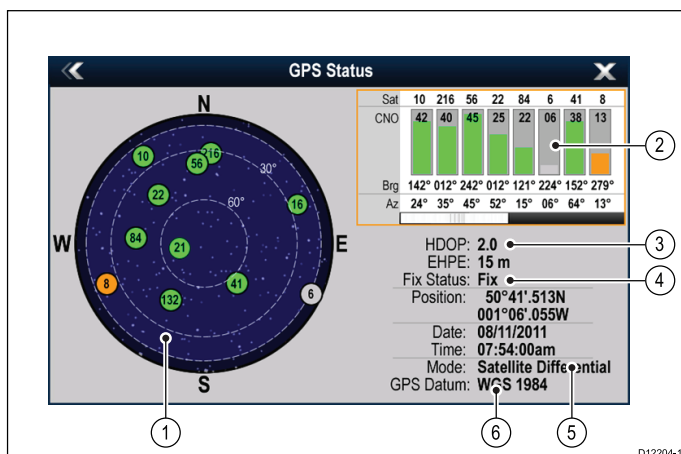 GPS Status
N
W
E
S
30°
60°
10
56
216
22
16
84
21
8
41
6
132
Sat 10 216 56 22 84 6 41 8
CNO 42 40 45 25 22 06 38 13
Brg 142° 012° 242° 012° 121° 224° 152° 279°
Az 24° 35° 45° 52° 15° 06° 64° 13°
HDOP: 2.0
EHPE: 15 m
Fix Status: Fix
Position: 50°41'.513N
001°06'.055W
Date: 08/11/2011
Time: 07:54:00am
Mode: Satellite Differential
GPS Datum: WGS 1984
1
2
3
4
5
6
D12204-1